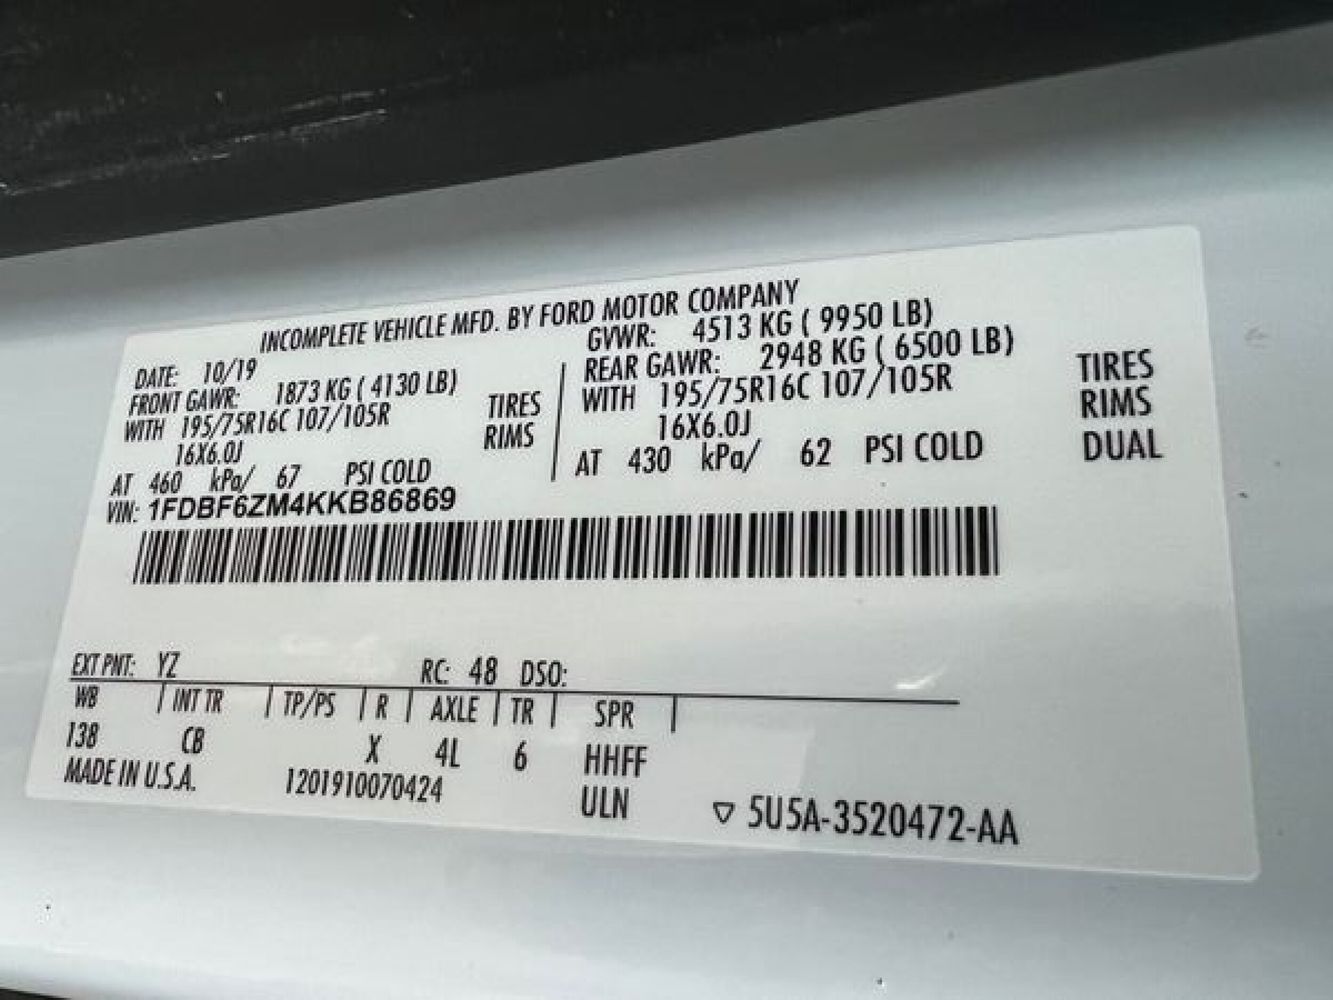 INCOMPLETE VEHICLE MFD. BY FORD MOTOR COMPANY
DATE: 10/19 GVWR: 4513 KG ( 9950 LB)
FRONT GAWR: 1873 KG ( 4130 LB) REAR GAWR: 2948 KG ( 6500 LB)
WITH 195/75R16C 107/105R TIRES WITH 195/75R16C 107/105R TIRES
16X6.0J RIMS 16X6.0J RIMS
AT 460 kPa/ 67 PSI COLD AT 430 kPa/ 62 PSI COLD DUAL
VIN: 1FDBF6ZM4KKB86869
EXT PNT: YZ RC: 48 DSO:
WB INT TR TP/PS R AXLE TR SPR
138 CB X 4L 6 HHFF
MADE IN U.S.A. 1201910070424 ULN ▽ 5U5A-3520472-AA